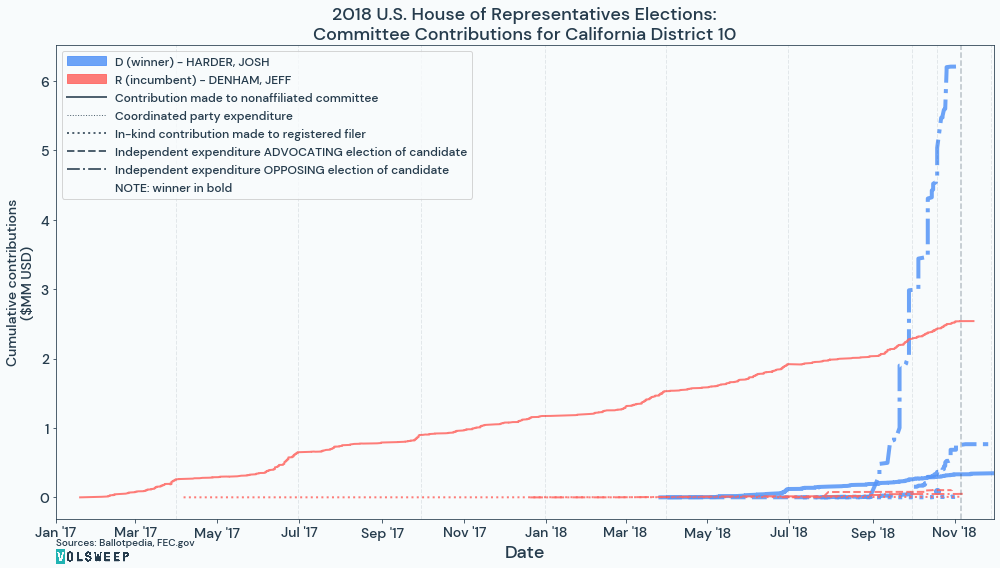 2018 U.S. House of Representatives Elections:
Committee Contributions for California District 10
D (winner) - HARDER, JOSH
R (incumbent) - DENHAM, JEFF
Contribution made to nonaffiliated committee
Coordinated party expenditure
In-kind contribution made to registered filer
Independent expenditure ADVOCATING election of candidate
Independent expenditure OPPOSING election of candidate
NOTE: winner in bold
Cumulative contributions
($MM USD)
6
5
4
3
2
1
0
Jan '17 Mar '17 May '17 Jul '17 Sep '17 Nov '17 Jan '18 Mar '18 May '18 Jul '18 Sep '18 Nov '18
Date
Sources: Ballotpedia, FEC.gov
VOLSWEEP